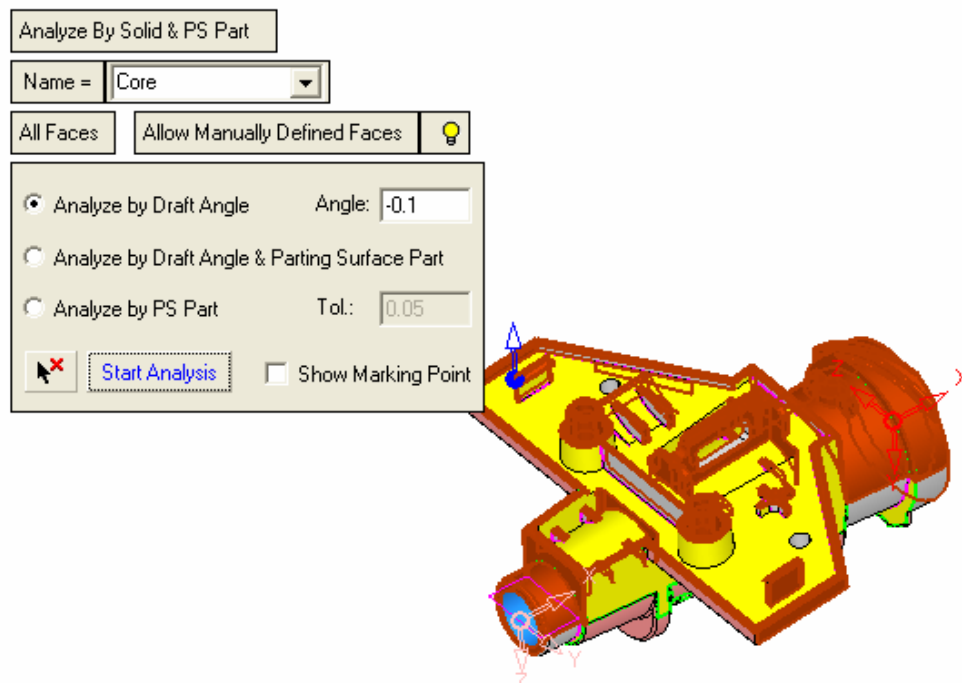 Analyze By Solid & PS Part
Name = Core
All Faces Allow Manually Defined Faces
Analyze by Draft Angle Angle: -0.1
Analyze by Draft Angle & Parting Surface Part
Analyze by PS Part Tol.: 0.05
Start Analysis Show Marking Point
Z X
X
Y
Z